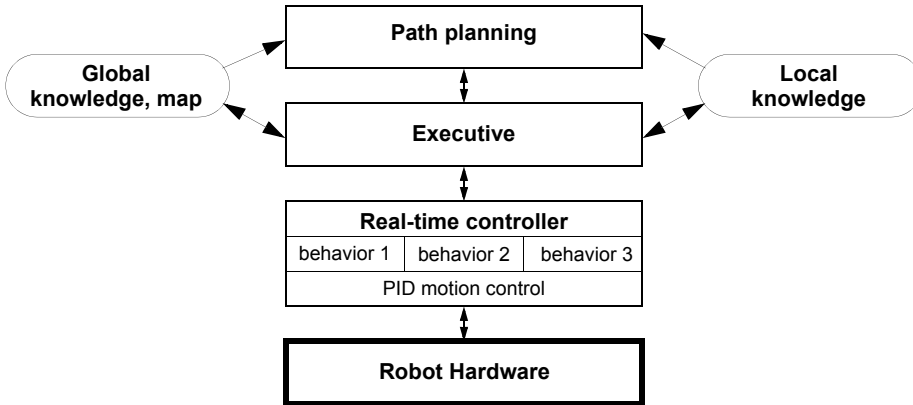 Path planning
Global
knowledge, map
Local
knowledge
Executive
Real-time controller
behavior 1 behavior 2 behavior 3
PID motion control
Robot Hardware